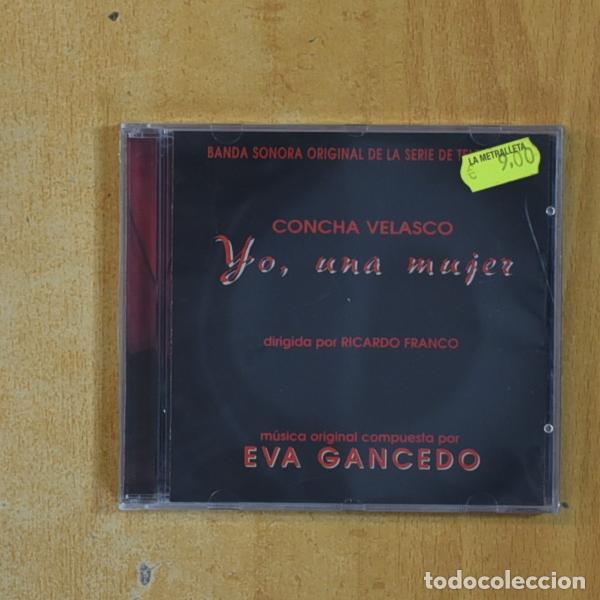 BANDA SONORA ORIGINAL DE LA SERIE DE
LA METRALLETA
€ 9,00
CONCHA VELASCO
Yo, una mujer
dirigida por RICARDO FRANCO
música original compuesta por
EVA GANCEDO
todocoleccion.net